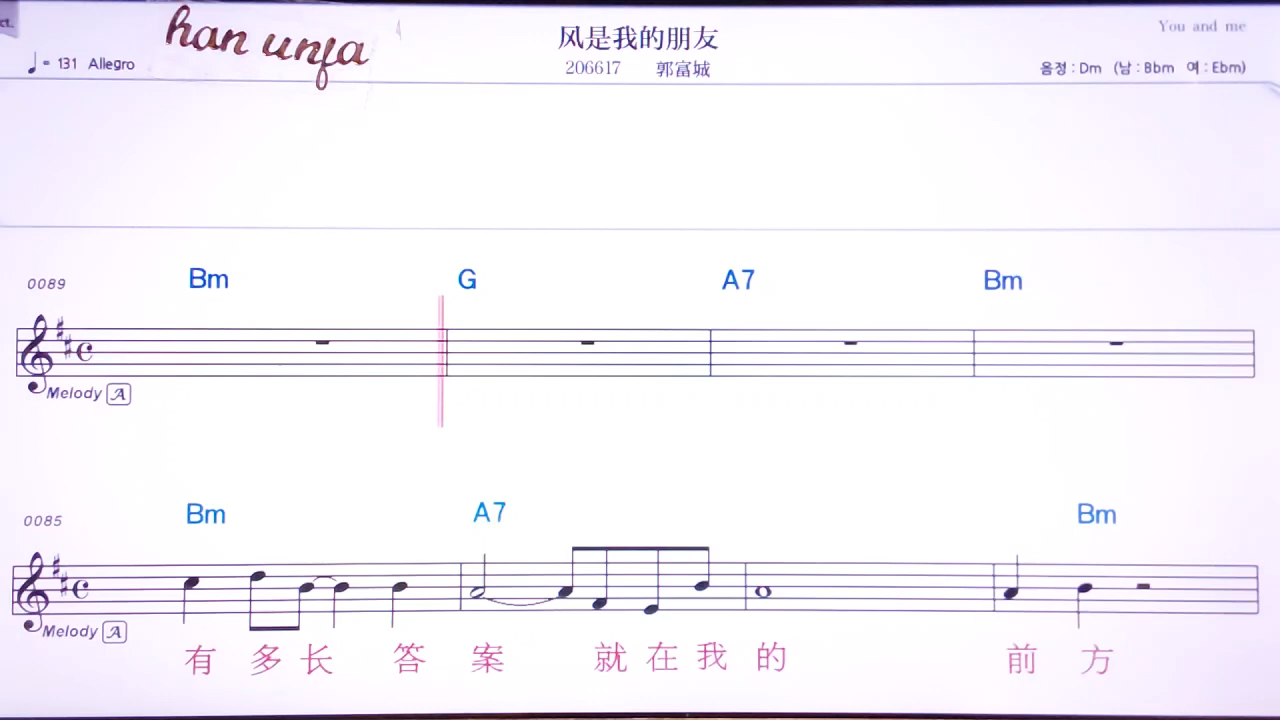 ct.
han unfa
风是我的朋友
You and me
♩= 131 Allegro
206617 郭富城
음정 : Dm (남 : Bbm 여 : Ebm)
0089
Bm G A7 Bm
Melody A
0085
Bm A7 Bm
Melody A
有多长答案 就在我的 前方